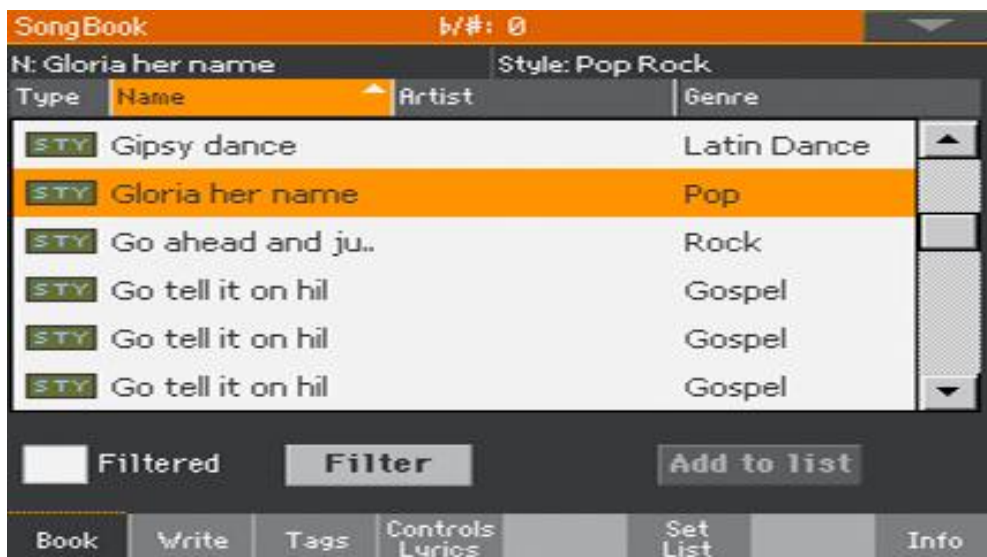 SongBook ♭/#: 0
N: Gloria her name Style: Pop Rock
Type Name Artist Genre
STY Gipsy dance Latin Dance
STY Gloria her name Pop
STY Go ahead and ju.. Rock
STY Go tell it on hil Gospel
STY Go tell it on hil Gospel
STY Go tell it on hil Gospel
Filtered Filter Add to list
Book Write Tags Controls Lyrics Set List Info